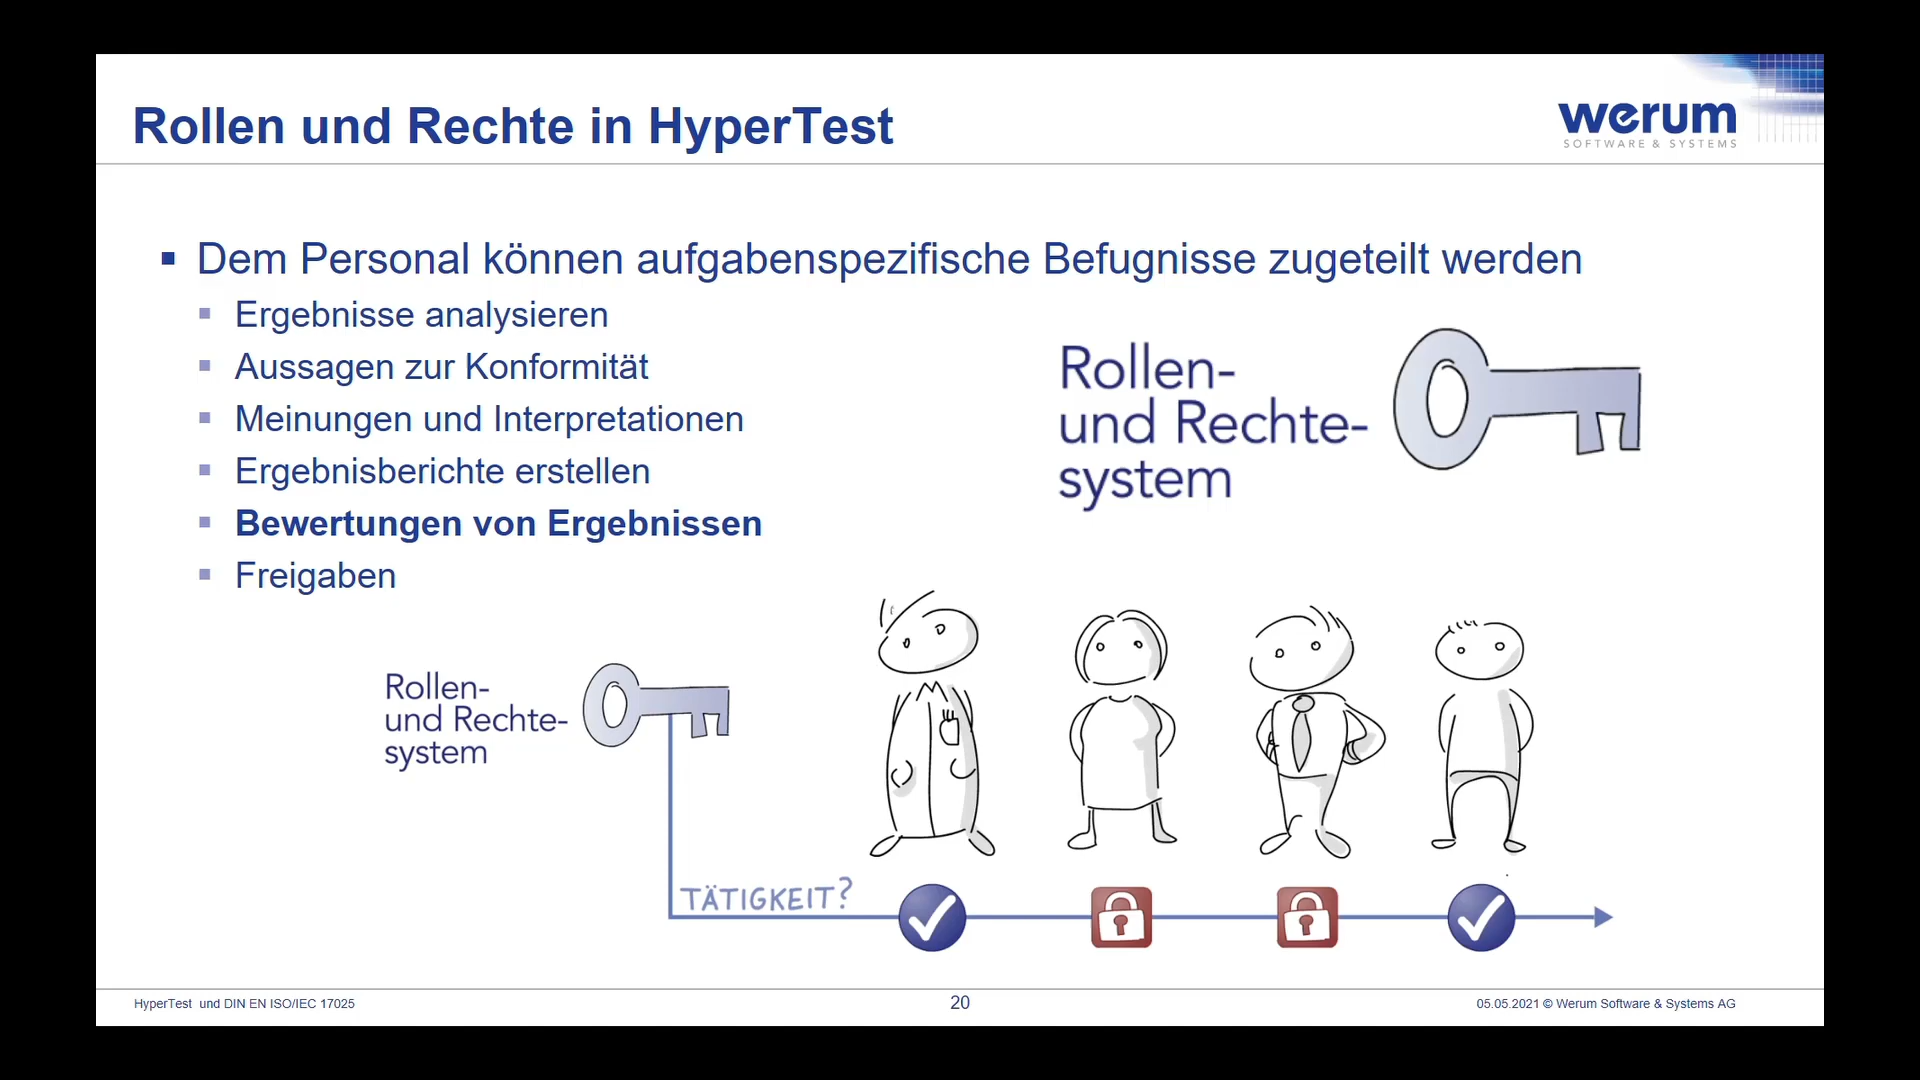 Rollen und Rechte in HyperTest
werum
SOFTWARE & SYSTEMS
Dem Personal können aufgabenspezifische Befugnisse zugeteilt werden
Ergebnisse analysieren
Aussagen zur Konformität
Meinungen und Interpretationen
Ergebnisberichte erstellen
Bewertungen von Ergebnissen
Freigaben
Rollen-
und Rechte-
system
Rollen-
und Rechte-
system
TÄTIGKEIT?
HyperTest und DIN EN ISO/IEC 17025
20
05.05.2021 © Werum Software & Systems AG